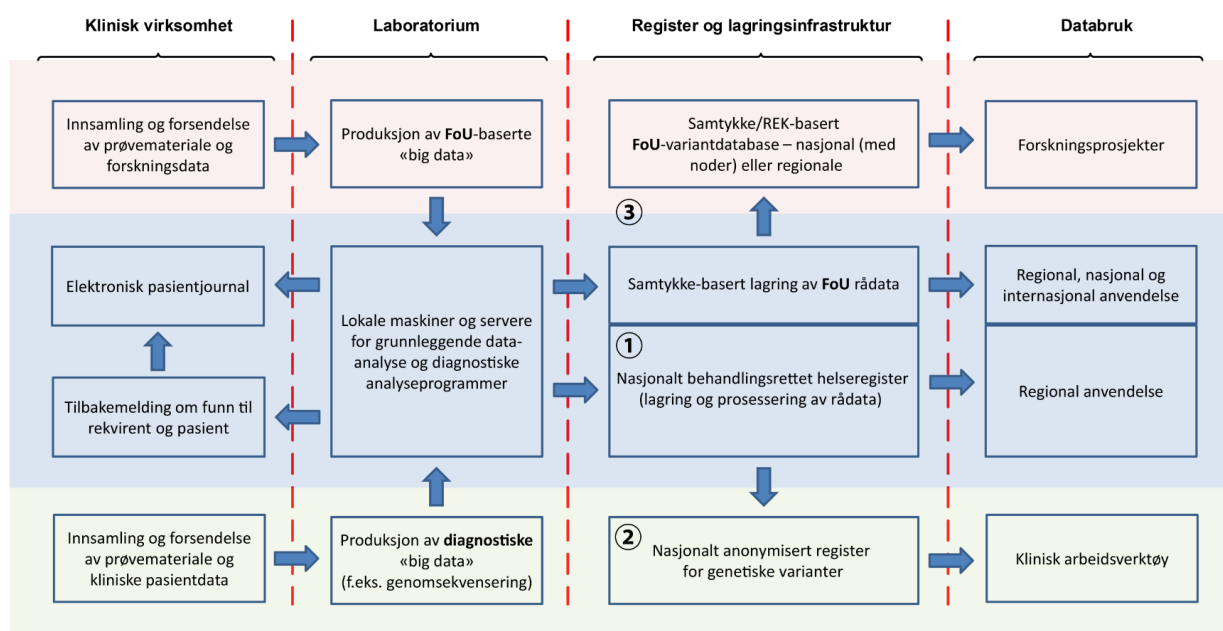 Klinisk virksomhet
Laboratorium
Register og lagringsinfrastruktur
Databruk
Innsamling og forsendelse
av prøvemateriale og
forskningsdata
Produksjon av FoU-baserte
«big data»
Samtykke/REK-basert
FoU-variantdatabase – nasjonal (med
noder) eller regionale
Forskningsprosjekter
③
Elektronisk pasientjournal
Lokale maskiner og servere
for grunnleggende data-
analyse og diagnostiske
analyseprogrammer
Samtykke-basert lagring av FoU rådata
Regional, nasjonal og
internasjonal anvendelse
①
Nasjonalt behandlingsrettet helseregister
(lagring og prosessering av rådata)
Regional anvendelse
Tilbakemelding om funn til
rekvirent og pasient
Innsamling og forsendelse
av prøvemateriale og
kliniske pasientdata
Produksjon av diagnostiske
«big data»
(f.eks. genomsekvensering)
②
Nasjonalt anonymisert register
for genetiske varianter
Klinisk arbeidsverktøy